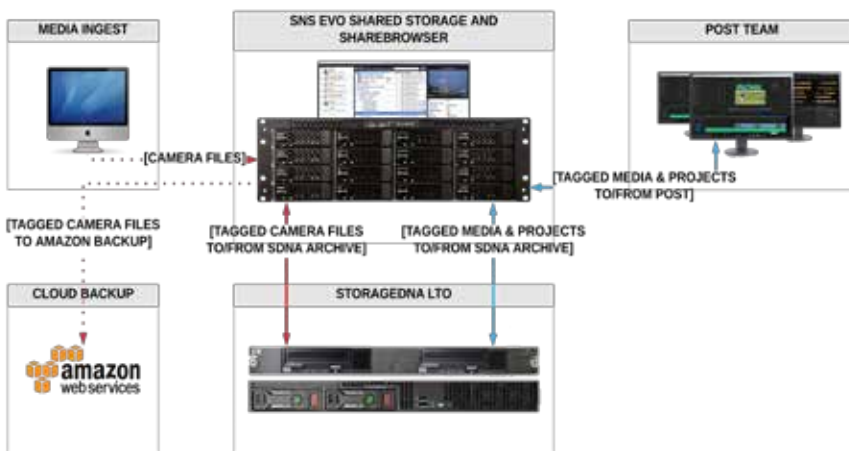 MEDIA INGEST
SNS EVO SHARED STORAGE AND
SHAREBROWSER
POST TEAM
[CAMERA FILES]
[TAGGED MEDIA & PROJECTS
TO/FROM POST]
[TAGGED CAMERA FILES
TO AMAZON BACKUP]
[TAGGED CAMERA FILES
TO/FROM SDNA ARCHIVE]
[TAGGED MEDIA & PROJECTS
TO/FROM SDNA ARCHIVE]
CLOUD BACKUP
STORAGEDNA LTO
amazon
webservices